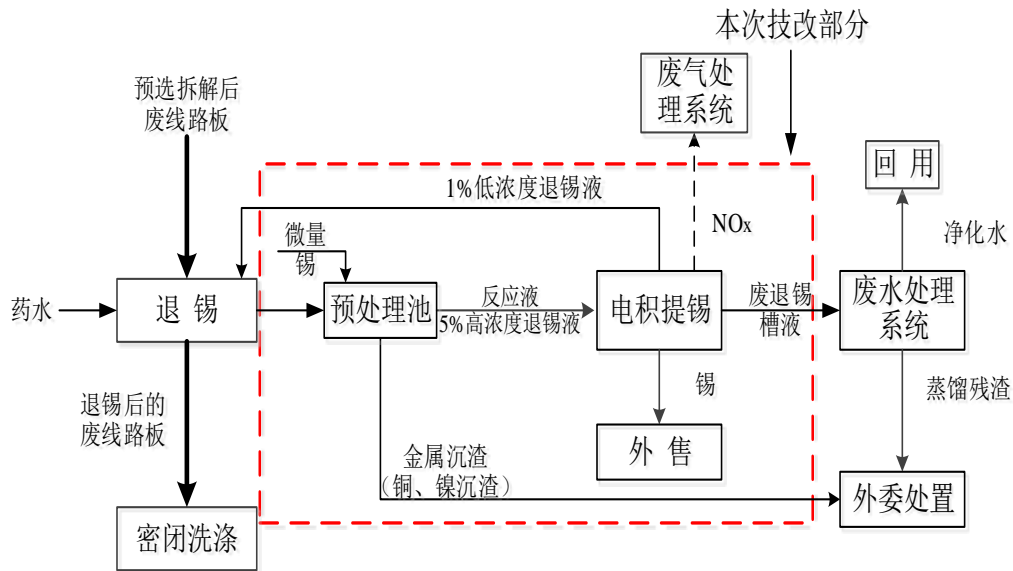 本次技改部分
预选拆解后
废线路板
废气处
理系统
回 用
1%低浓度退锡液
NOx
净化水
微量
锡
药水
退 锡
预处理池
反应液
5%高浓度退锡液
电积提锡
废退锡
槽液
废水处理
系统
退锡后的
废线路板
锡
蒸馏残渣
外 售
金属沉渣
（铜、镍沉渣）
外委处置
密闭洗涤